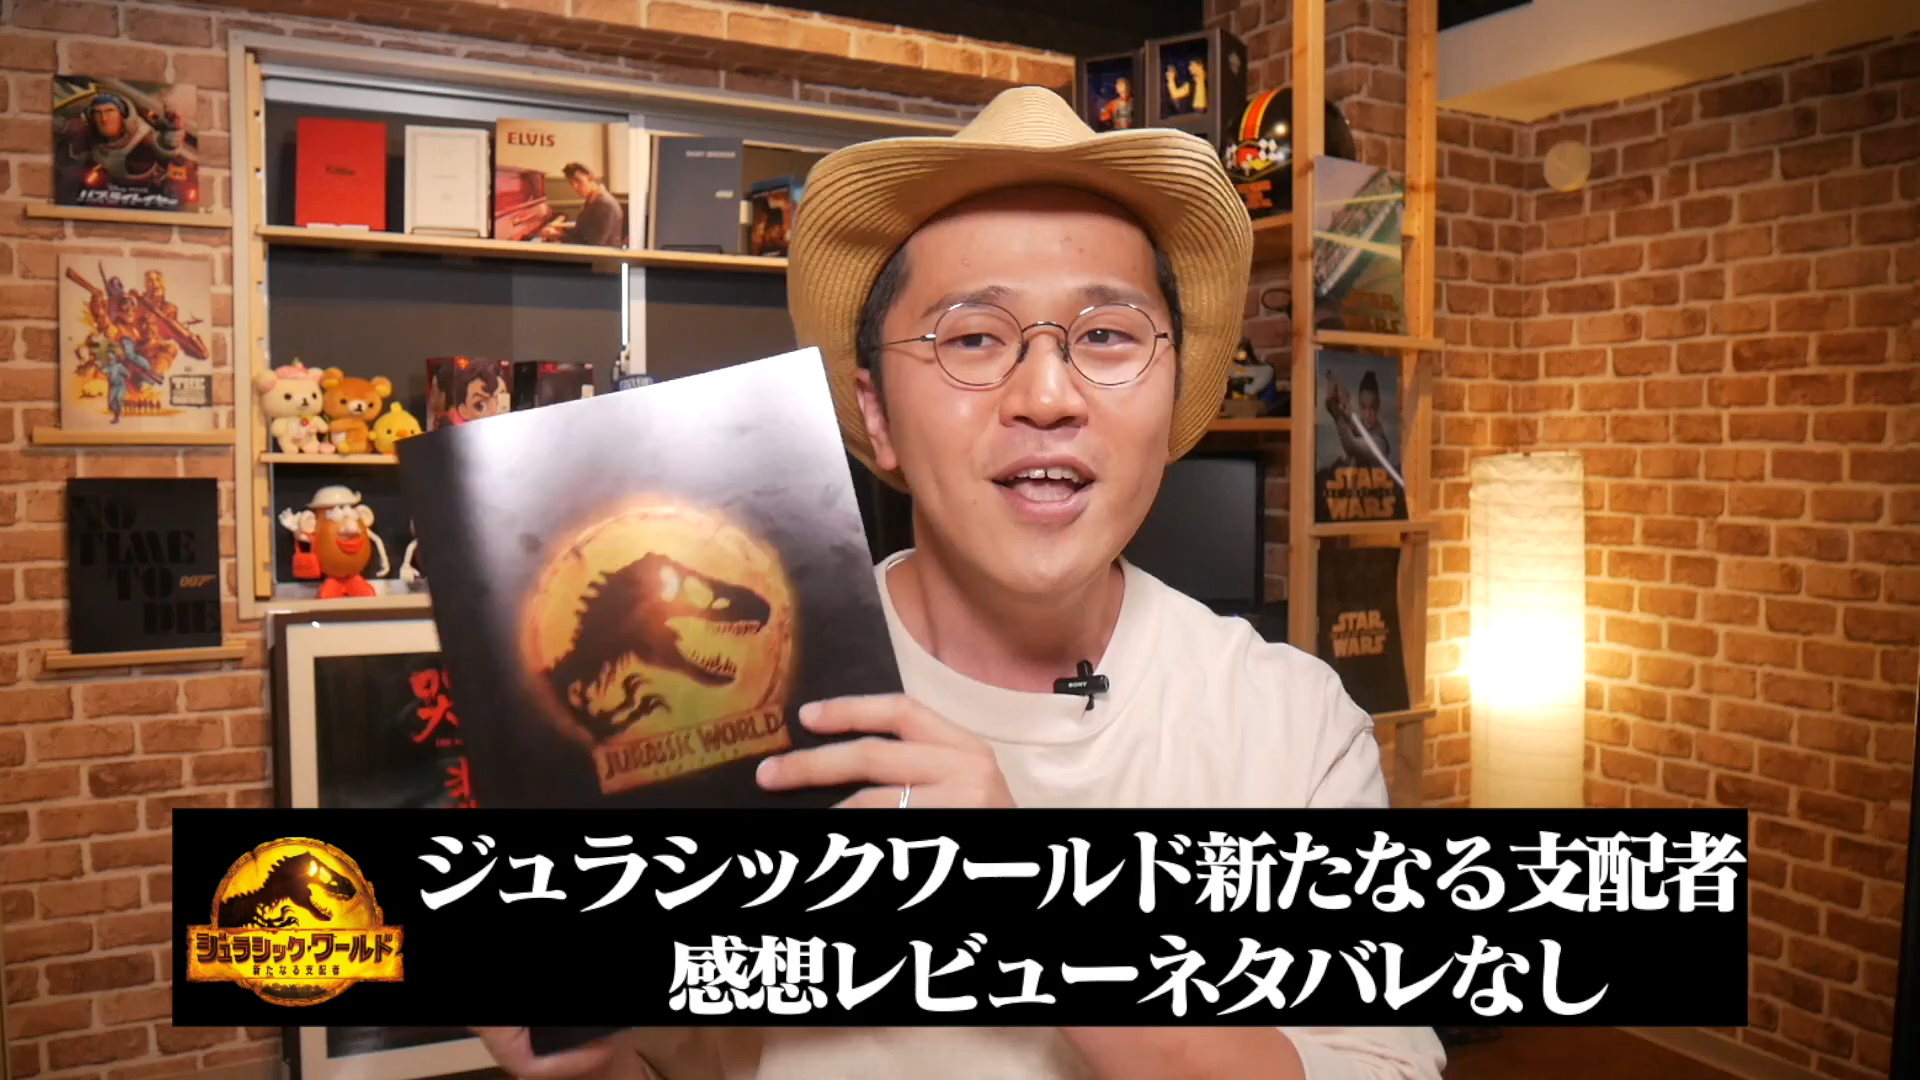 バズ・ライトイヤー
ELVIS
THE
NO
TIME
TO
DIE
007
STAR
WARS
STAR
WARS
STAR
WARS
SONY
JURASSIC WORLD
ジュラシック・ワールド
新たなる支配者
ジュラシックワールド新たなる支配者
感想レビューネタバレなし